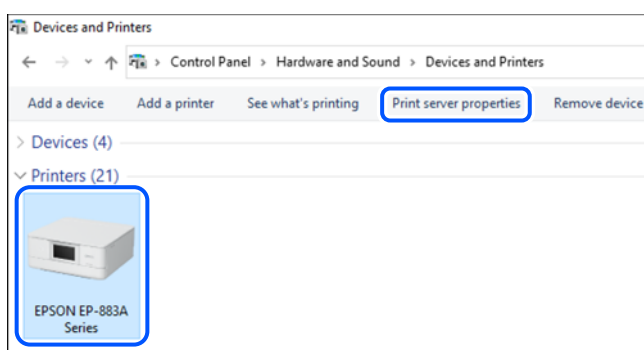 Devices and Printers
Control Panel > Hardware and Sound > Devices and Printers
Add a device Add a printer See what's printing Print server properties Remove device
Devices (4)
Printers (21)
EPSON EP-883A
Series